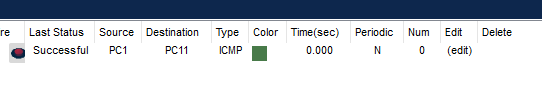 re Last Status Source Destination Type Color Time(sec) Periodic Num Edit Delete
Successful PC1 PC11 ICMP 0.000 N 0 (edit)